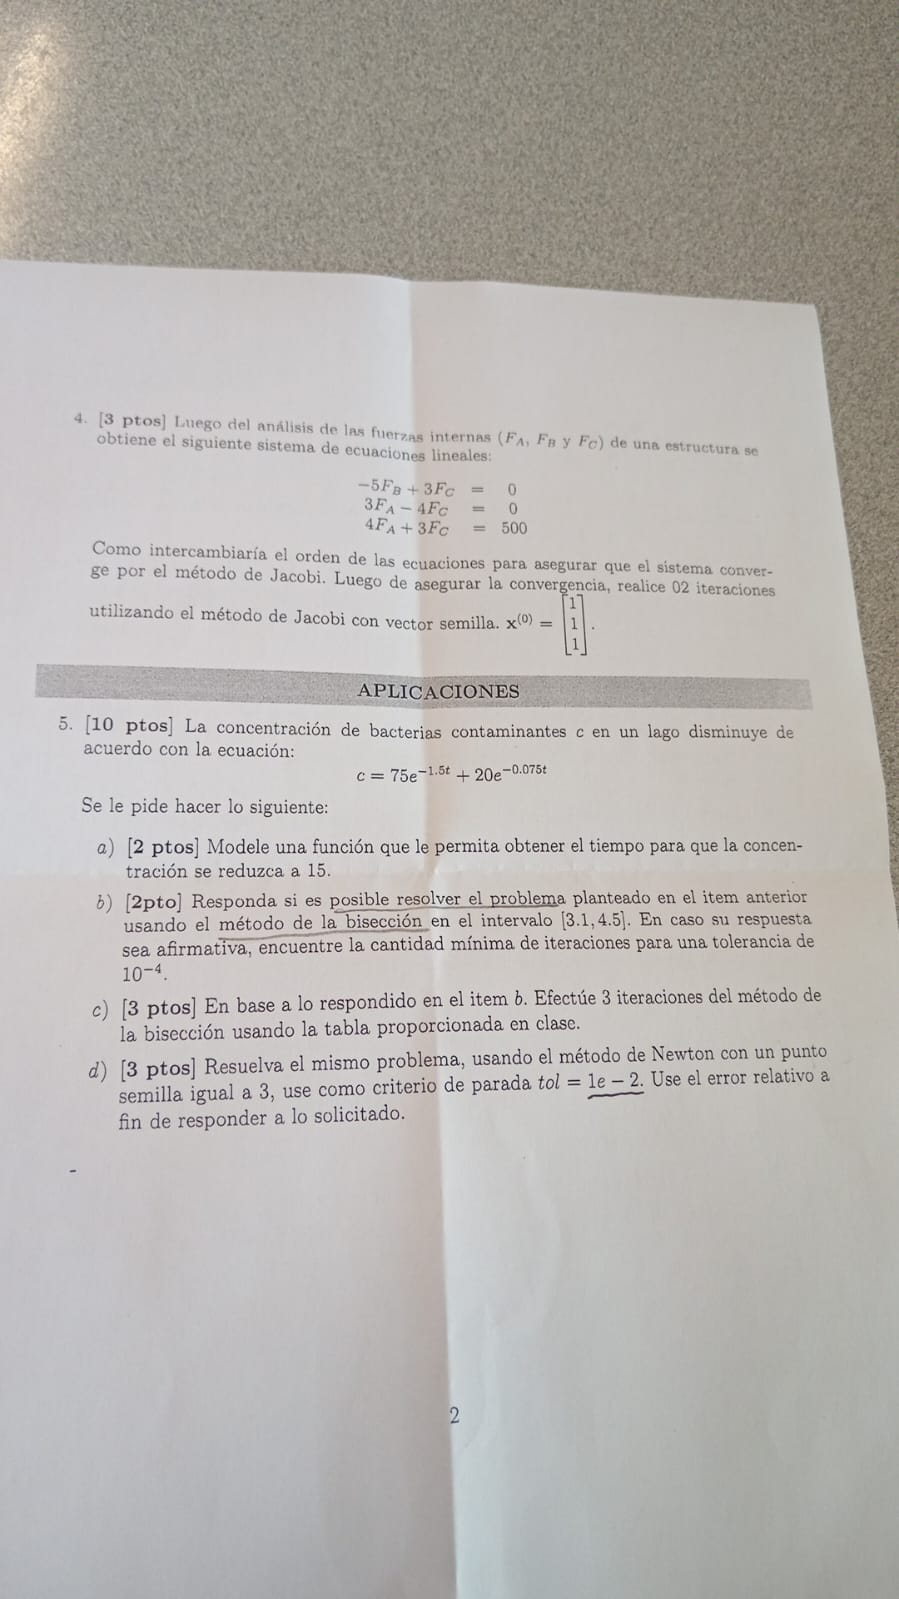 4. [3 ptos] Luego del análisis de las fuerzas internas (F_A, F_B y F_C) de una estructura se
obtiene el siguiente sistema de ecuaciones lineales:
-5F_B + 3F_C = 0
3F_A - 4F_C = 0
4F_A + 3F_C = 500
Como intercambiaría el orden de las ecuaciones para asegurar que el sistema conver-
ge por el método de Jacobi. Luego de asegurar la convergencia, realice 02 iteraciones
utilizando el método de Jacobi con vector semilla. x^(0) = [1 1 1].
APLICACIONES
5. [10 ptos] La concentración de bacterias contaminantes c en un lago disminuye de
acuerdo con la ecuación:
c = 75e^{-1.5t} + 20e^{-0.075t}
Se le pide hacer lo siguiente:
a) [2 ptos] Modele una función que le permita obtener el tiempo para que la concen-
tración se reduzca a 15.
b) [2pto] Responda si es posible resolver el problema planteado en el item anterior
usando el método de la bisección en el intervalo [3.1, 4.5]. En caso su respuesta
sea afirmativa, encuentre la cantidad mínima de iteraciones para una tolerancia de
10^{-4}.
c) [3 ptos] En base a lo respondido en el item b. Efectúe 3 iteraciones del método de
la bisección usando la tabla proporcionada en clase.
d) [3 ptos] Resuelva el mismo problema, usando el método de Newton con un punto
semilla igual a 3, use como criterio de parada tol = 1e - 2. Use el error relativo a
fin de responder a lo solicitado.
2